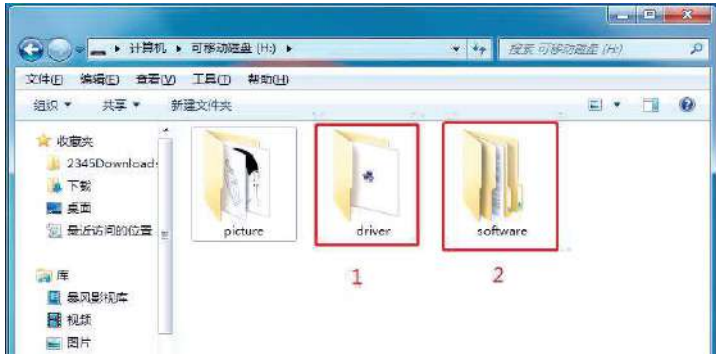 计算机 ▸ 可移动磁盘 (H:) ▸
搜索 可移动磁盘 (H:)
文件(F) 编辑(E) 查看(V) 工具(T) 帮助(H)
组织 ▼ 共享 ▼ 新建文件夹
收藏夹
2345Downloads
下载
桌面
最近访问的位置
库
暴风影视库
视频
图片
picture
driver
software
1
2